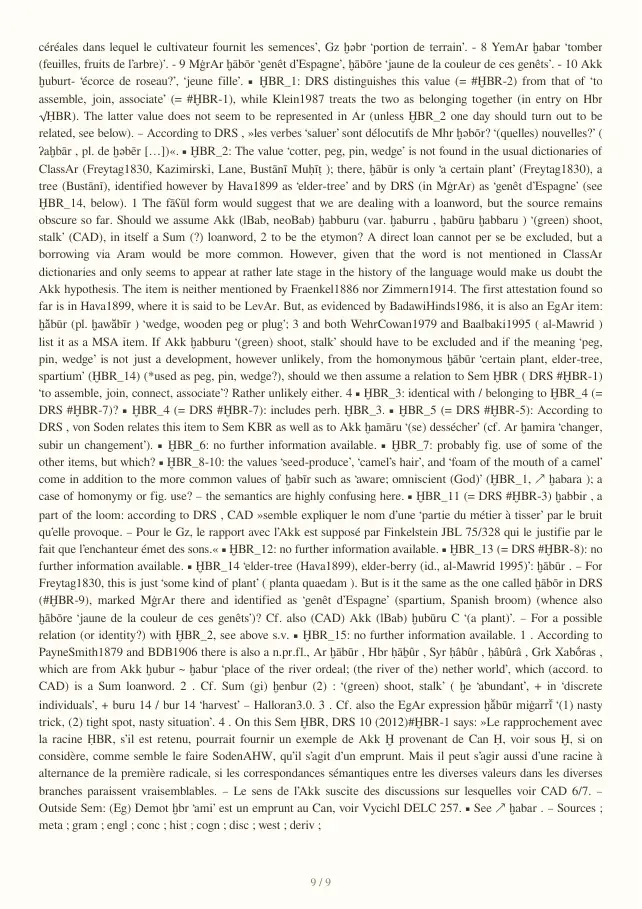 céréales dans lequel le cultivateur fournit les semences', Gz ḫəbr 'portion de terrain'. - 8 YemAr ḫabar 'tomber
(feuilles, fruits de l'arbre)'. - 9 MġrAr ḫābōr 'genêt d'Espagne', ḫābōre 'jaune de la couleur de ces genêts'. - 10 Akk
ḫuburt- 'écorce de roseau?', 'jeune fille'. ▪ ḪBR_1: DRS distinguishes this value (= #ḪBR-2) from that of 'to
assemble, join, associate' (= #ḪBR-1), while Klein1987 treats the two as belonging together (in entry on Hbr
√ḤBR). The latter value does not seem to be represented in Ar (unless ḪBR_2 one day should turn out to be
related, see below). – According to DRS , »les verbes 'saluer' sont délocutifs de Mhr ḫəbōr? '(quelles) nouvelles?' (
ʔaḫbār , pl. de ḫəbēr […])«. ▪ ḪBR_2: The value 'cotter, peg, pin, wedge' is not found in the usual dictionaries of
ClassAr (Freytag1830, Kazimirski, Lane, Bustānī Muḥīṭ ); there, ḫābūr is only 'a certain plant' (Freytag1830), a
tree (Bustānī), identified however by Hava1899 as 'elder-tree' and by DRS (in MġrAr) as 'genêt d'Espagne' (see
ḪBR_14, below). 1 The fāʕūl form would suggest that we are dealing with a loanword, but the source remains
obscure so far. Should we assume Akk (lBab, neoBab) ḫabburu (var. ḫaburru , ḫabūru ḫabbaru ) '(green) shoot,
stalk' (CAD), in itself a Sum (?) loanword, 2 to be the etymon? A direct loan cannot per se be excluded, but a
borrowing via Aram would be more common. However, given that the word is not mentioned in ClassAr
dictionaries and only seems to appear at rather late stage in the history of the language would make us doubt the
Akk hypothesis. The item is neither mentioned by Fraenkel1886 nor Zimmern1914. The first attestation found so
far is in Hava1899, where it is said to be LevAr. But, as evidenced by BadawiHinds1986, it is also an EgAr item:
ḫābūr (pl. ḫawābīr ) 'wedge, wooden peg or plug'; 3 and both WehrCowan1979 and Baalbaki1995 ( al-Mawrid )
list it as a MSA item. If Akk ḫabburu '(green) shoot, stalk' should have to be excluded and if the meaning 'peg,
pin, wedge' is not just a development, however unlikely, from the homonymous ḫābūr 'certain plant, elder-tree,
spartium' (ḪBR_14) (*used as peg, pin, wedge?), should we then assume a relation to Sem ḪBR ( DRS #ḪBR-1)
'to assemble, join, connect, associate'? Rather unlikely either. 4 ▪ ḪBR_3: identical with / belonging to ḪBR_4 (=
DRS #ḪBR-7)? ▪ ḪBR_4 (= DRS #ḪBR-7): includes perh. ḪBR_3. ▪ ḪBR_5 (= DRS #ḪBR-5): According to
DRS , von Soden relates this item to Sem KBR as well as to Akk ḫamāru '(se) dessécher' (cf. Ar ḫamira 'changer,
subir un changement'). ▪ ḪBR_6: no further information available. ▪ ḪBR_7: probably fig. use of some of the
other items, but which? ▪ ḪBR_8-10: the values 'seed-produce', 'camel's hair', and 'foam of the mouth of a camel'
come in addition to the more common values of ḫabīr such as 'aware; omniscient (God)' (ḪBR_1, ↗ ḫabara ); a
case of homonymy or fig. use? – the semantics are highly confusing here. ▪ ḪBR_11 (= DRS #ḪBR-3) ḫabbir , a
part of the loom: according to DRS , CAD »semble expliquer le nom d'une 'partie du métier à tisser' par le bruit
qu'elle provoque. – Pour le Gz, le rapport avec l'Akk est supposé par Finkelstein JBL 75/328 qui le justifie par le
fait que l'enchanteur émet des sons.« ▪ ḪBR_12: no further information available. ▪ ḪBR_13 (= DRS #ḪBR-8): no
further information available. ▪ ḪBR_14 'elder-tree (Hava1899), elder-berry (id., al-Mawrid 1995)': ḫābūr . – For
Freytag1830, this is just 'some kind of plant' ( planta quaedam ). But is it the same as the one called ḫābōr in DRS
(#ḪBR-9), marked MġrAr there and identified as 'genêt d'Espagne' (spartium, Spanish broom) (whence also
ḫābōre 'jaune de la couleur de ces genêts')? Cf. also (CAD) Akk (lBab) ḫubūru C '(a plant)'. – For a possible
relation (or identity?) with ḪBR_2, see above s.v. ▪ ḪBR_15: no further information available. 1 . According to
PayneSmith1879 and BDB1906 there is also a n.pr.fl., Ar ḫābūr , Hbr ḥāḇûr , Syr ḥābûr , ḥābûrâ , Grk Xabṓras ,
which are from Akk ḫubur ~ ḫabur 'place of the river ordeal; (the river of the) nether world', which (accord. to
CAD) is a Sum loanword. 2 . Cf. Sum (gi) ḫenbur (2) : '(green) shoot, stalk' ( ḫe 'abundant', + in 'discrete
individuals', + buru 14 / bur 14 'harvest' – Halloran3.0. 3 . Cf. also the EgAr expression ḫābūr miġarrī '(1) nasty
trick, (2) tight spot, nasty situation'. 4 . On this Sem ḪBR, DRS 10 (2012)#ḪBR-1 says: »Le rapprochement avec
la racine ḤBR, s'il est retenu, pourrait fournir un exemple de Akk Ḫ provenant de Can Ḥ, voir sous Ḥ, si on
considère, comme semble le faire SodenAHW, qu'il s'agit d'un emprunt. Mais il peut s'agir aussi d'une racine à
alternance de la première radicale, si les correspondances sémantiques entre les diverses valeurs dans les diverses
branches paraissent vraisemblables. – Le sens de l'Akk suscite des discussions sur lesquelles voir CAD 6/7. –
Outside Sem: (Eg) Demot ḫbr 'ami' est un emprunt au Can, voir Vycichl DELC 257. ▪ See ↗ ḫabar . – Sources ;
meta ; gram ; engl ; conc ; hist ; cogn ; disc ; west ; deriv ;
9 / 9